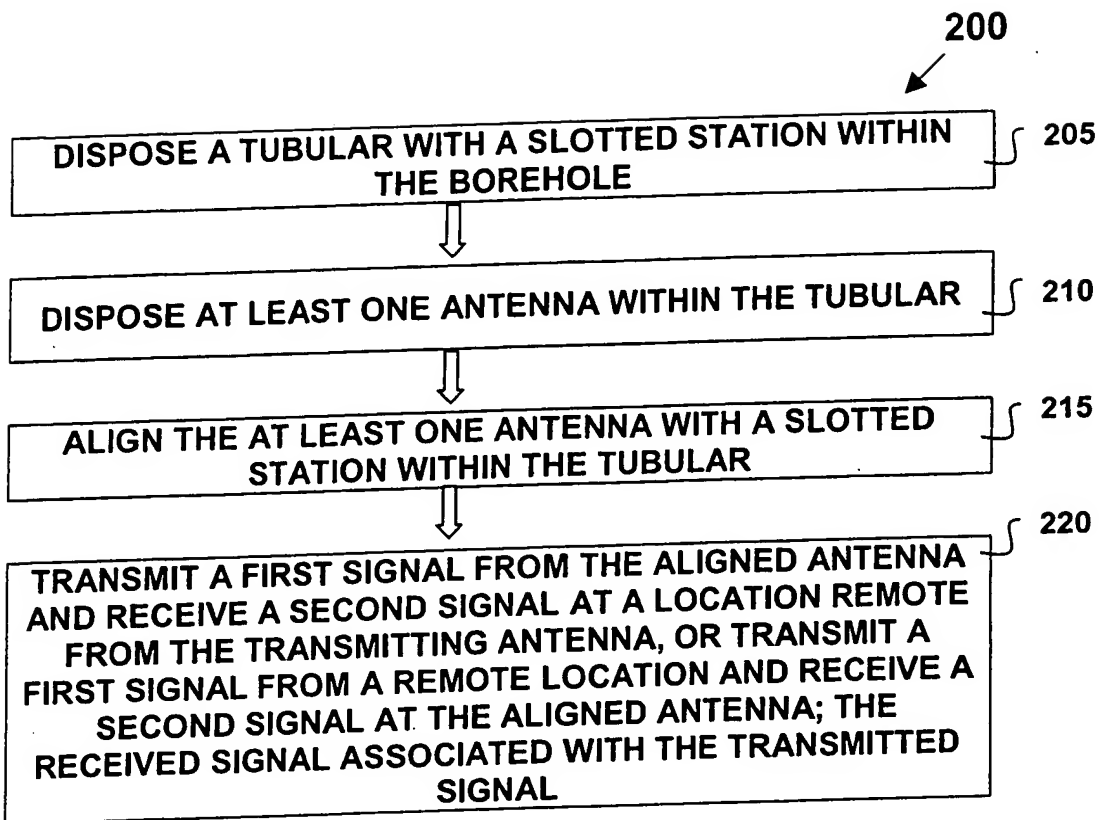 200
DISPOSE A TUBULAR WITH A SLOTTED STATION WITHIN
THE BOREHOLE
205
DISPOSE AT LEAST ONE ANTENNA WITHIN THE TUBULAR
210
ALIGN THE AT LEAST ONE ANTENNA WITH A SLOTTED
STATION WITHIN THE TUBULAR
215
TRANSMIT A FIRST SIGNAL FROM THE ALIGNED ANTENNA
AND RECEIVE A SECOND SIGNAL AT A LOCATION REMOTE
FROM THE TRANSMITTING ANTENNA, OR TRANSMIT A
FIRST SIGNAL FROM A REMOTE LOCATION AND RECEIVE A
SECOND SIGNAL AT THE ALIGNED ANTENNA; THE
RECEIVED SIGNAL ASSOCIATED WITH THE TRANSMITTED
SIGNAL
220